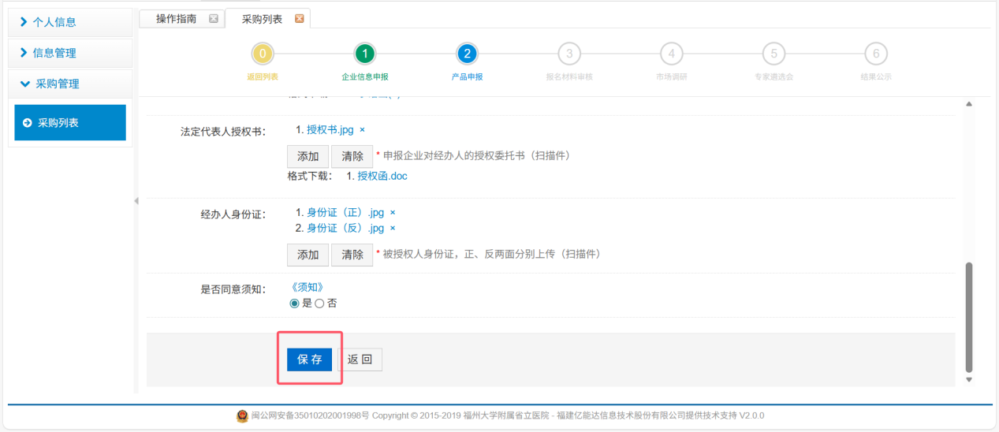 个人信息
信息管理
采购管理
采购列表
操作指南
采购列表
0
1
2
3
4
5
6
返回列表
企业信息申报
产品申报
报名材料审核
市场调研
专家遴选会
结果公示
法定代表人授权书：
1. 授权书.jpg ×
添加 清除 * 申报企业对经办人的授权委托书（扫描件）
格式下载： 1. 授权函.doc
经办人身份证：
1. 身份证（正）.jpg ×
2. 身份证（反）.jpg ×
添加 清除 * 被授权人身份证，正、反两面分别上传（扫描件）
是否同意须知：
《须知》
是 否
保 存 返 回
闽公网安备35010202001998号 Copyright © 2015-2019 福州大学附属省立医院 - 福建亿能达信息技术股份有限公司提供技术支持 V2.0.0